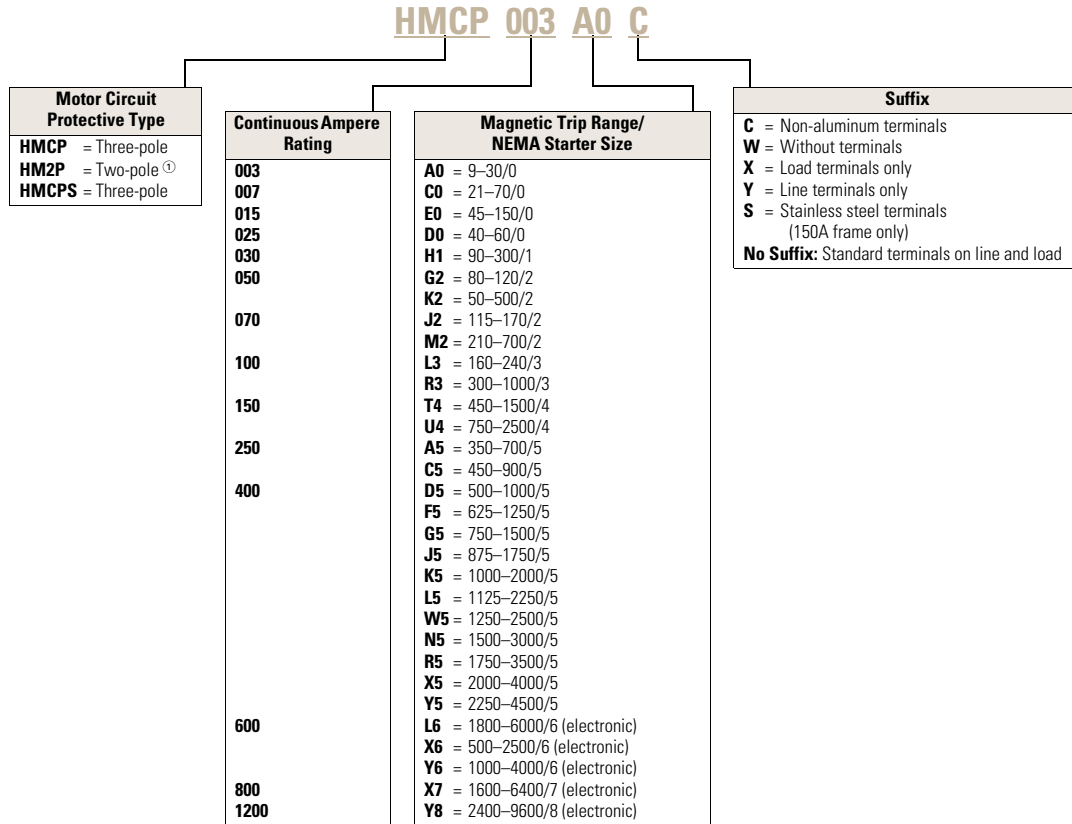 HMCP 003 A0 C
Motor Circuit
Protective Type
HMCP = Three-pole
HM2P = Two-pole ①
HMCPS = Three-pole
Continuous Ampere
Rating
003
007
015
025
030
050
070
100
150
250
400
600
800
1200
Magnetic Trip Range/
NEMA Starter Size
A0 = 9–30/0
C0 = 21–70/0
E0 = 45–150/0
D0 = 40–60/0
H1 = 90–300/1
G2 = 80–120/2
K2 = 50–500/2
J2 = 115–170/2
M2 = 210–700/2
L3 = 160–240/3
R3 = 300–1000/3
T4 = 450–1500/4
U4 = 750–2500/4
A5 = 350–700/5
C5 = 450–900/5
D5 = 500–1000/5
F5 = 625–1250/5
G5 = 750–1500/5
J5 = 875–1750/5
K5 = 1000–2000/5
L5 = 1125–2250/5
W5 = 1250–2500/5
N5 = 1500–3000/5
R5 = 1750–3500/5
X5 = 2000–4000/5
Y5 = 2250–4500/5
L6 = 1800–6000/6 (electronic)
X6 = 500–2500/6 (electronic)
Y6 = 1000–4000/6 (electronic)
X7 = 1600–6400/7 (electronic)
Y8 = 2400–9600/8 (electronic)
Suffix
C = Non-aluminum terminals
W = Without terminals
X = Load terminals only
Y = Line terminals only
S = Stainless steel terminals
(150A frame only)
No Suffix: Standard terminals on line and load